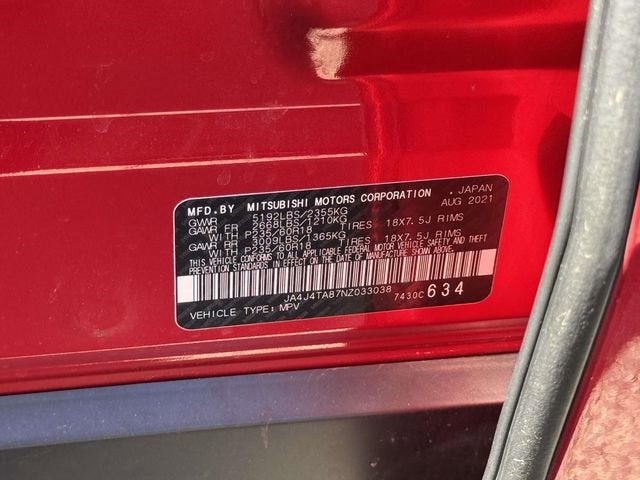 MFD.BY MITSUBISHI MOTORS CORPORATION . JAPAN
GVWR 5192LBS/2355KG AUG 2021
GAWR FR 2668LBS/1210KG
WITH P235/60R18 TIRES 18X7.5J RIMS
GAWR RR 3009LBS/1365KG
WITH P235/60R18 TIRES 18X7.5J RIMS
THIS VEHICLE CONFORMS TO ALL APPLICABLE FEDERAL MOTOR VEHICLE SAFETY AND THEFT
PREVENTION STANDARDS IN EFFECT ON THE DATE OF MANUFACTURE SHOWN ABOVE.
JA4J4TA87NZ033038 7430C 634
VEHICLE TYPE: MPV